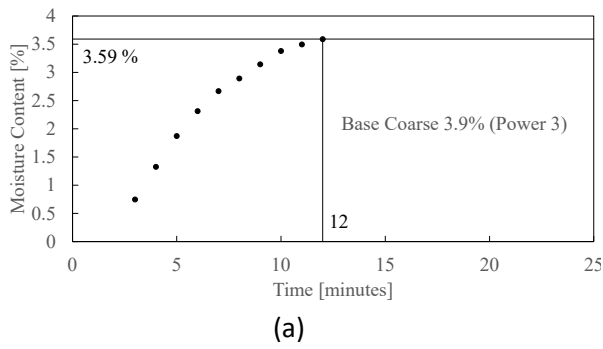 4
3.5
3
2.5
2
1.5
1
0.5
0
Moisture Content [%]
3.59 %
Base Coarse 3.9% (Power 3)
12
0 5 10 15 20 25
Time [minutes]
(a)